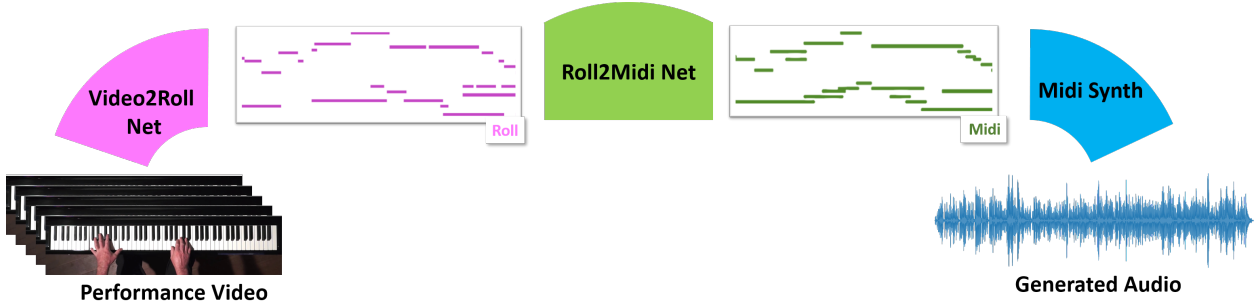 Video2Roll
Net
Roll
Roll2Midi Net
Midi
Midi Synth
Performance Video
Generated Audio